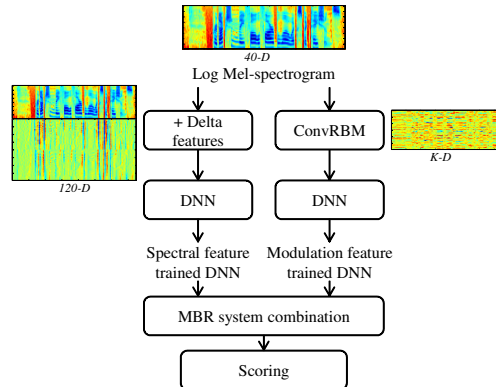 40-D
Log Mel-spectrogram
+ Delta
features
ConvRBM
120-D
K-D
DNN
DNN
Spectral feature
trained DNN
Modulation feature
trained DNN
MBR system combination
Scoring